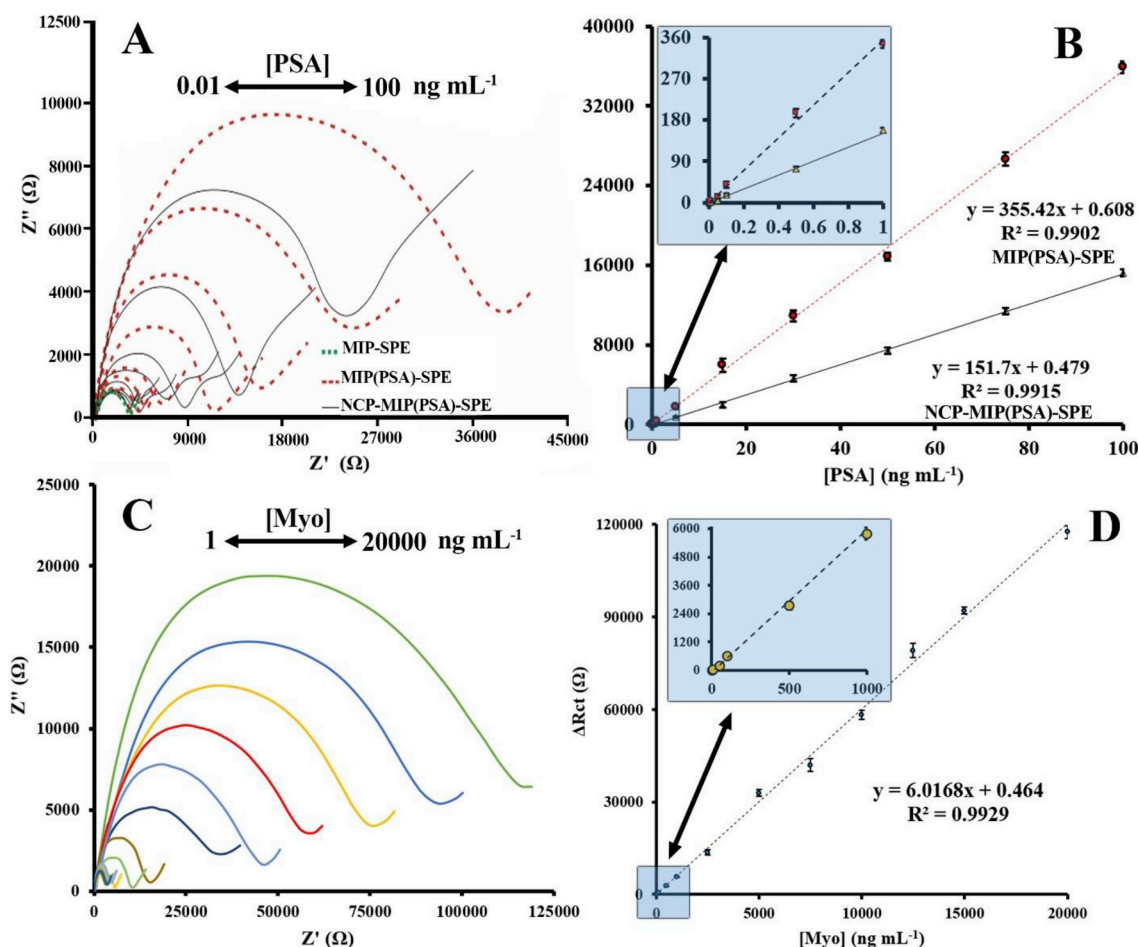 A
[PSA]
0.01 100 ng mL-1
12500
10000
8000
6000
4000
2000
0
Z'' (Ω)
MIP-SPE
MIP(PSA)-SPE
NCP-MIP(PSA)-SPE
0 9000 18000 27000 36000 45000
Z' (Ω)
B
40000
32000
24000
16000
8000
0
360
270
180
90
0
0 0.2 0.4 0.6 0.8 1
y = 355.42x + 0.608
R² = 0.9902
MIP(PSA)-SPE
y = 151.7x + 0.479
R² = 0.9915
NCP-MIP(PSA)-SPE
0 20 40 60 80 100
[PSA] (ng mL-1)
C
[Myo]
1 20000 ng mL-1
25000
20000
15000
10000
5000
0
Z'' (Ω)
0 25000 50000 75000 100000 125000
Z' (Ω)
D
120000
90000
60000
30000
0
ΔRct (Ω)
6000
4800
3600
2400
1200
0
0 500 1000
y = 6.0168x + 0.464
R² = 0.9929
0 5000 10000 15000 20000
[Myo] (ng mL-1)